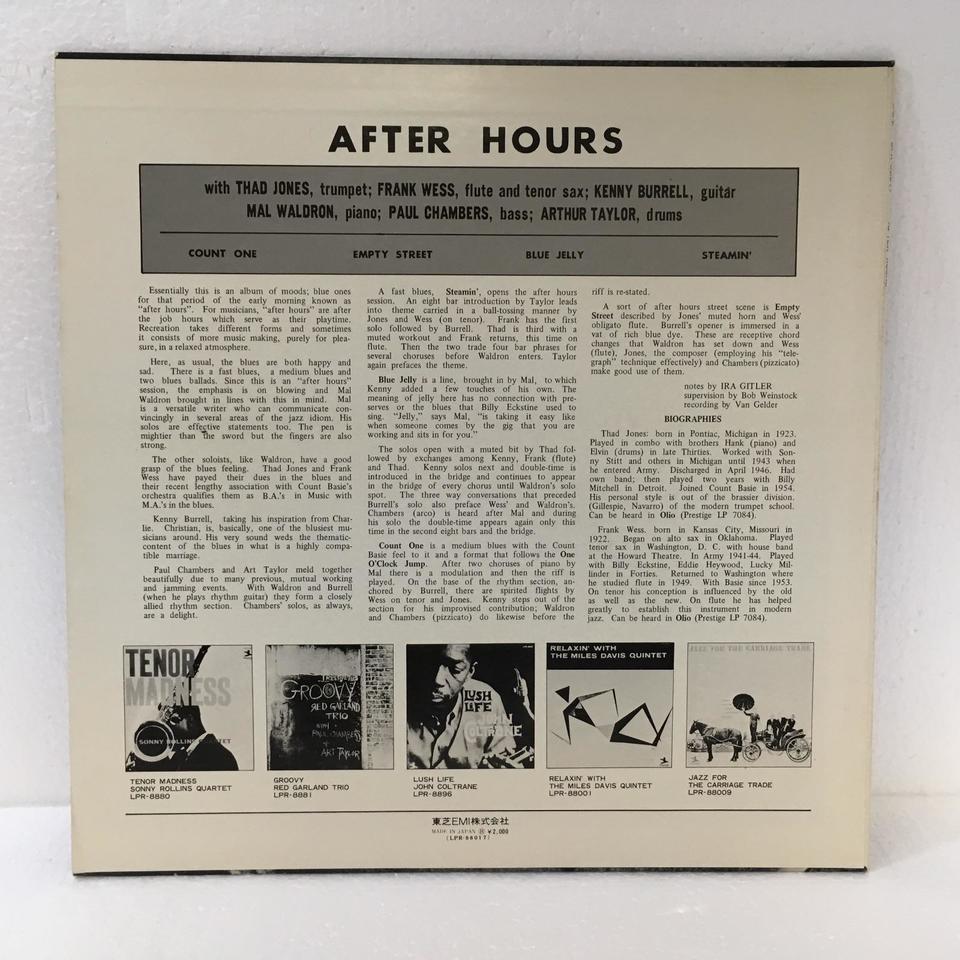 AFTER HOURS
with THAD JONES, trumpet; FRANK WESS, flute and tenor sax; KENNY BURRELL, guitar
MAL WALDRON, piano; PAUL CHAMBERS, bass; ARTHUR TAYLOR, drums
COUNT ONE EMPTY STREET BLUE JELLY STEAMIN'
Essentially this is an album of moods; blue ones
for that period of the early morning known as
"after hours". For musicians, "after hours" are after
the job hours which serve as their playtime.
Recreation takes different forms and sometimes
it consists of more music making, purely for plea-
sure, in a relaxed atmosphere.
Here, as usual, the blues are both happy and
sad. There is a fast blues, a medium blues and
two blues ballads. Since this is an "after hours"
session, the emphasis is on blowing and Mal
Waldron brought in lines with this in mind. Mal
is a versatile writer who can communicate con-
vincingly in several areas of the jazz idiom. His
solos are effective statements too. The pen is
mightier than the sword but the fingers are also
strong.
The other soloists, like Waldron, have a good
grasp of the blues feeling. Thad Jones and Frank
Wess have payed their dues in the blues and
their recent lengthy association with Count Basie's
orchestra qualifies them as B.A.'s in Music with
M.A.'s in the blues.
Kenny Burrell, taking his inspiration from Char-
lie. Christian, is, basically, one of the blusiest mu-
sicians around. His very sound weds the thematic-
content of the blues in what is a highly compa-
tible marriage.
Paul Chambers and Art Taylor meld together
beautifully due to many previous, mutual working
and jamming events. With Waldron and Burrell
(when he plays rhythm guitar) they form a closely
allied rhythm section. Chambers' solos, as always,
are a delight.
A fast blues, Steamin', opens the after hours
session. An eight bar introduction by Taylor leads
into theme carried in a ball-tossing manner by
Jones and Wess (on tenor). Frank has the first
solo followed by Burrell. Thad is third with a
muted workout and Frank returns, this time on
flute. Then the two trade four bar phrases for
several choruses before Waldron enters. Taylor
again prefaces the theme.
Blue Jelly is a line, brought in by Mal, to which
Kenny added a few touches of his own. The
meaning of jelly here has no connection with pre-
serves or the blues that Billy Eckstine used to
sing. "Jelly," says Mal, "is taking it easy like
when someone comes by the gig that you are
working and sits in for you."
The solos open with a muted bit by Thad fol-
lowed by exchanges among Kenny, Frank (flute)
and Thad. Kenny solos next and double-time is
introduced in the bridge and continues to appear
in the bridge of every chorus until Waldron's solo
spot. The three way conversations that preceded
Burrell's solo also preface Wess' and Waldron's.
Chambers (arco) is heard after Mal and during
his solo the double-time appears again only this
time in the second eight bars and the bridge.
Count One is a medium blues with the Count
Basie feel to it and a format that follows the One
O'Clock Jump. After two choruses of piano by
Mal there is a modulation and then the riff is
played. On the base of the rhythm section, an-
chored by Burrell, there are spirited flights by
Wess on tenor and Jones. Kenny steps out of the
section for his improvised contribution; Waldron
and Chambers (pizzicato) do likewise before the
riff is re-stated.
A sort of after hours street scene is Empty
Street described by Jones' muted horn and Wess'
obligato flute. Burrell's opener is immersed in a
vat of rich blue dye. These are receptive chord
changes that Waldron has set down and Wess
(flute), Jones, the composer (employing his "tele-
graph" technique effectively) and Chambers (pizzicato)
make good use of them.
notes by IRA GITLER
supervision by Bob Weinstock
recording by Van Gelder
BIOGRAPHIES
Thad Jones: born in Pontiac, Michigan in 1923.
Played in combo with brothers Hank (piano) and
Elvin (drums) in late Thirties. Worked with Son-
ny Stitt and others in Michigan until 1943 when
he entered Army. Discharged in April 1946. Had
own band; then played two years with Billy
Mitchell in Detroit. Joined Count Basie in 1954.
His personal style is out of the brassier division.
(Gillespie, Navarro) of the modern trumpet school.
Can be heard in Olio (Prestige LP 7084).
Frank Wess. born in Kansas City, Missouri in
1922. Began on alto sax in Oklahoma. Played
tenor sax in Washington, D. C. with house band
at the Howard Theatre. In Army 1941-44. Played
with Billy Eckstine, Eddie Heywood, Lucky Mil-
linder in Forties. Returned to Washington where
he studied flute in 1949. With Basie since 1953.
On tenor his conception is influenced by the old
as well as the new. On flute he has helped
greatly to establish this instrument in modern
jazz. Can be heard in Olio (Prestige LP 7084).
TENOR
MADNESS
SONNY ROLLINS QUARTET
GROOVY
RED GARLAND
TRIO
WITH
PAUL CHAMBERS
ART TAYLOR
LUSH
LIFE
JOHN
COLTRANE
RELAXIN' WITH
THE MILES DAVIS QUINTET
JAZZ FOR THE CARRIAGE TRADE
TENOR MADNESS
SONNY ROLLINS QUARTET
LPR-8880
GROOVY
RED GARLAND TRIO
LPR-8881
LUSH LIFE
JOHN COLTRANE
LPR-8896
RELAXIN' WITH
THE MILES DAVIS QUINTET
LPR-88001
JAZZ FOR
THE CARRIAGE TRADE
LPR-88009
東芝EMI株式会社
MADE IN JAPAN Ⓡ ¥2,000
(LPR-88017)